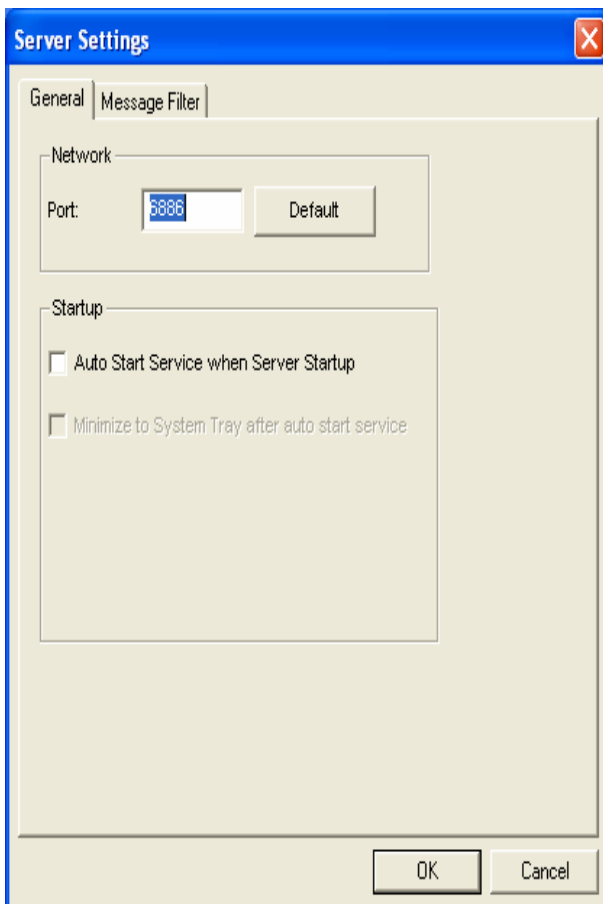 Server Settings
General Message Filter
Network
Port: 6886 Default
Startup
Auto Start Service when Server Startup
Minimize to System Tray after auto start service
OK Cancel